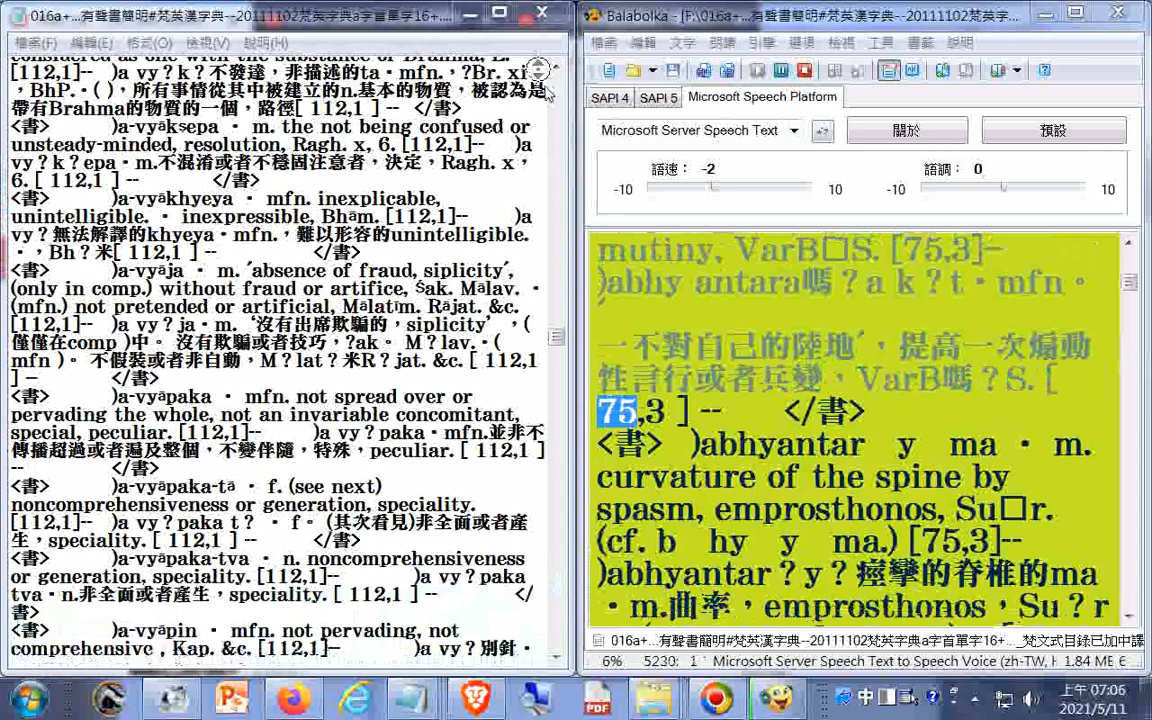 016a+...有聲書簡明#梵英漢字典--20111102梵英字典a字首單字16+...
檔案(F) 編輯(E) 格式(O) 檢視(V) 說明(H)
considered as one with the substance of Brahma, L.
[112,1]-- )a vy?k?不發達，非描述的ta‧mfn.，?Br. xi
，BhP.‧( )，所有事情從其中被建立的n.基本的物質，被認為是
帶有Brahma的物質的一個，路徑[ 112,1 ] -- </書>
<書> )a-vyākṣepa ‧ m. the not being confused or
unsteady-minded, resolution, Ragh. x, 6. [112,1]-- )a
vy?k?epa‧m.不混淆或者不穩固注意者，決定，Ragh. x，
6. [ 112,1 ] -- </書>
<書> )a-vyākhyeya ‧ mfn. inexplicable,
unintelligible. ‧ inexpressible, Bhām. [112,1]-- )a
vy?無法解譯的khyeya‧mfn.，難以形容的unintelligible.
‧，Bh?米[ 112,1 ] -- </書>
<書> )a-vyāja ‧ m. ´absence of fraud, siplicity´,
(only in comp.) without fraud or artifice, Śak. Mālav. ‧
(mfn.) not pretended or artificial, Mālatīm. Rājat. &c.
[112,1]-- )a vy?ja‧m.‘沒有出席欺騙的，siplicity’，(
僅僅在comp )中。 沒有欺騙或者技巧，?ak。 M?lav.‧(
mfn )。 不假裝或者非自動，M?lat?米R?jat. &c. [ 112,1
] -- </書>
<書> )a-vyāpaka ‧ mfn. not spread over or
pervading the whole, not an invariable concomitant,
special, peculiar. [112,1]-- )a vy?paka‧mfn.並非不
傳播超過或者遍及整個，不變伴隨，特殊，peculiar. [ 112,1 ]
-- </書>
<書> )a-vyāpaka-tā ‧ f. (see next)
noncomprehensiveness or generation, speciality.
[112,1]-- )a vy?paka t?‧f。(其次看見)非全面或者產
生，speciality. [ 112,1 ] -- </書>
<書> )a-vyāpaka-tva ‧ n. noncomprehensiveness
or generation, speciality. [112,1]-- )a vy?paka
tva‧n.非全面或者產生，speciality. [ 112,1 ] -- </
書>
<書> )a-vyāpin ‧ mfn. not pervading, not
comprehensive , Kap. &c. [112,1]-- )a vy?別針‧
Balabolka - [F:\016a+...有聲書簡明#梵英漢字典--20111102梵英字...
檔案 編輯 文字 朗讀 引擎 選項 檢視 工具 書籤 說明
SAPI 4 SAPI 5 Microsoft Speech Platform
Microsoft Server Speech Text 關於 預設
語速： -2 語調： 0
-10 10 -10 10
mutiny, VarB□S. [75,3]--
)abhy antara嗎？a k？t‧mfn。
一不對自己的陸地´，提高一次煽動
性言行或者兵變，VarB嗎？S. [
75,3 ] -- </書>
<書> )abhyantar y ma ‧ m.
curvature of the spine by
spasm, emprosthonos, Su□r.
(cf. b hy y ma.) [75,3]--
)abhyantar？y？痙攣的脊椎的ma
‧m.曲率，emprosthonos，Su？r
016a+...有聲書簡明#梵英漢字典--20111102梵英字典a字首單字16+..._梵文式目錄已加中譯
6% 5230: 1 Microsoft Server Speech Text to Speech Voice (zh-TW, H 1.84 MB 6
上午 07:06
2021/5/11